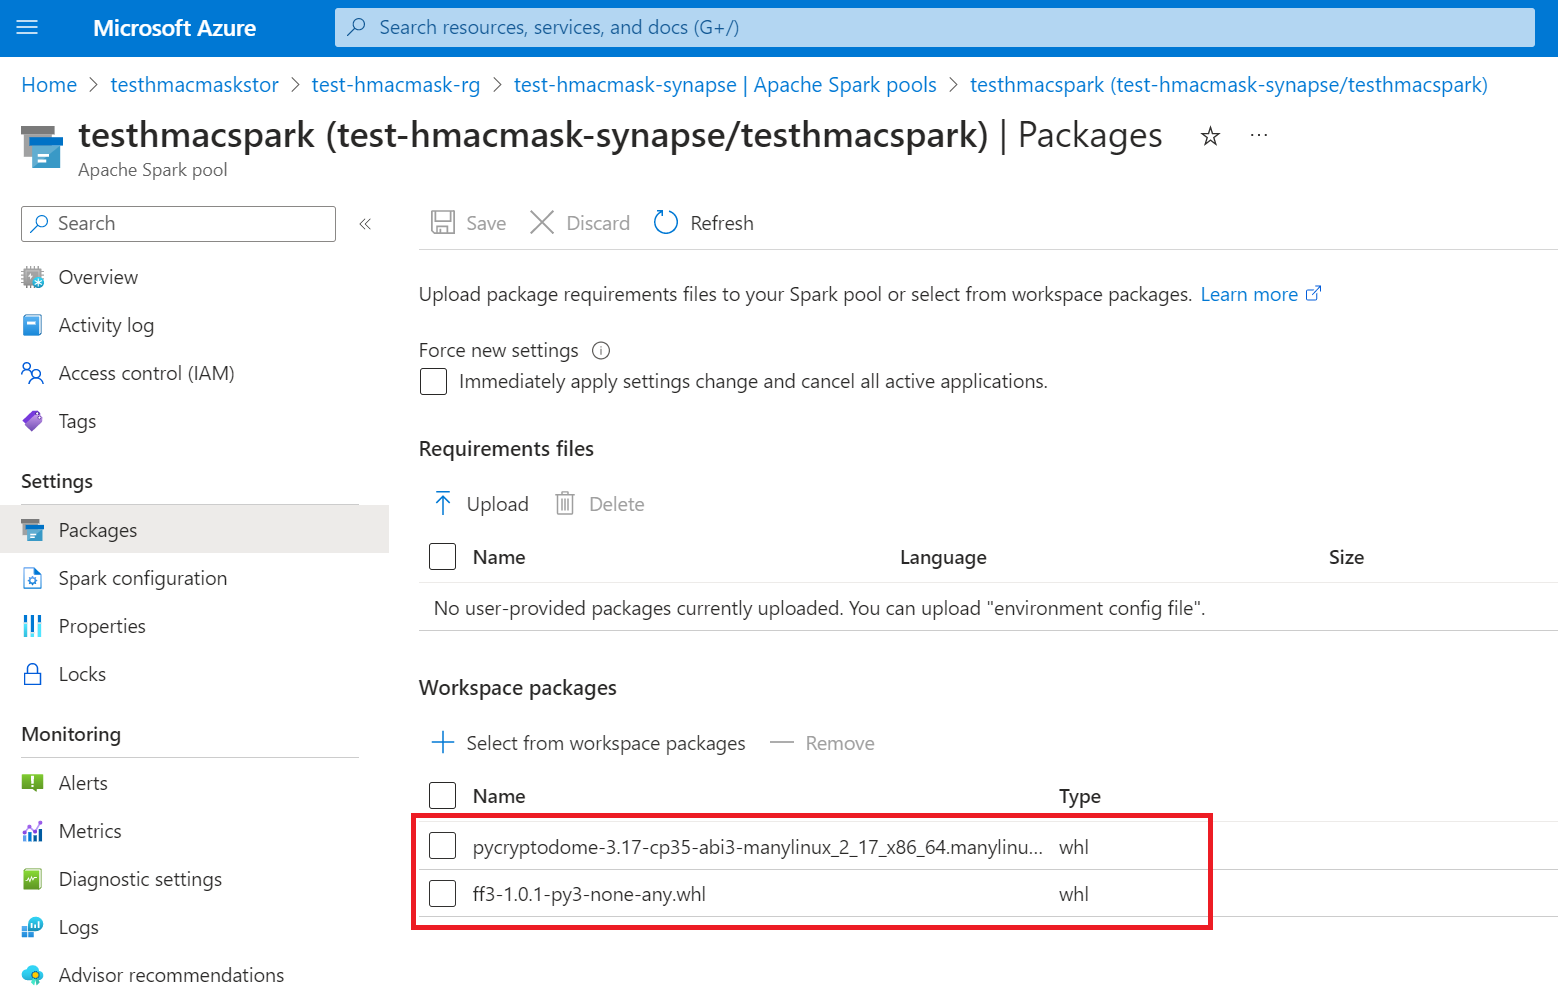 Microsoft Azure
Search resources, services, and docs (G+/)
Home > testhmacmaskstor > test-hmacmask-rg > test-hmacmask-synapse | Apache Spark pools > testhmacspark (test-hmacmask-synapse/testhmacspark)
testhmacspark (test-hmacmask-synapse/testhmacspark) | Packages ...
Apache Spark pool
Search
«
Overview
Activity log
Access control (IAM)
Tags
Settings
Packages
Spark configuration
Properties
Locks
Monitoring
Alerts
Metrics
Diagnostic settings
Logs
Advisor recommendations
Save Discard Refresh
Upload package requirements files to your Spark pool or select from workspace packages. Learn more
Force new settings
Immediately apply settings change and cancel all active applications.
Requirements files
Upload Delete
Name Language Size
No user-provided packages currently uploaded. You can upload "environment config file".
Workspace packages
Select from workspace packages Remove
Name Type
pycryptodome-3.17-cp35-abi3-manylinux_2_17_x86_64.manylinu... whl
ff3-1.0.1-py3-none-any.whl whl